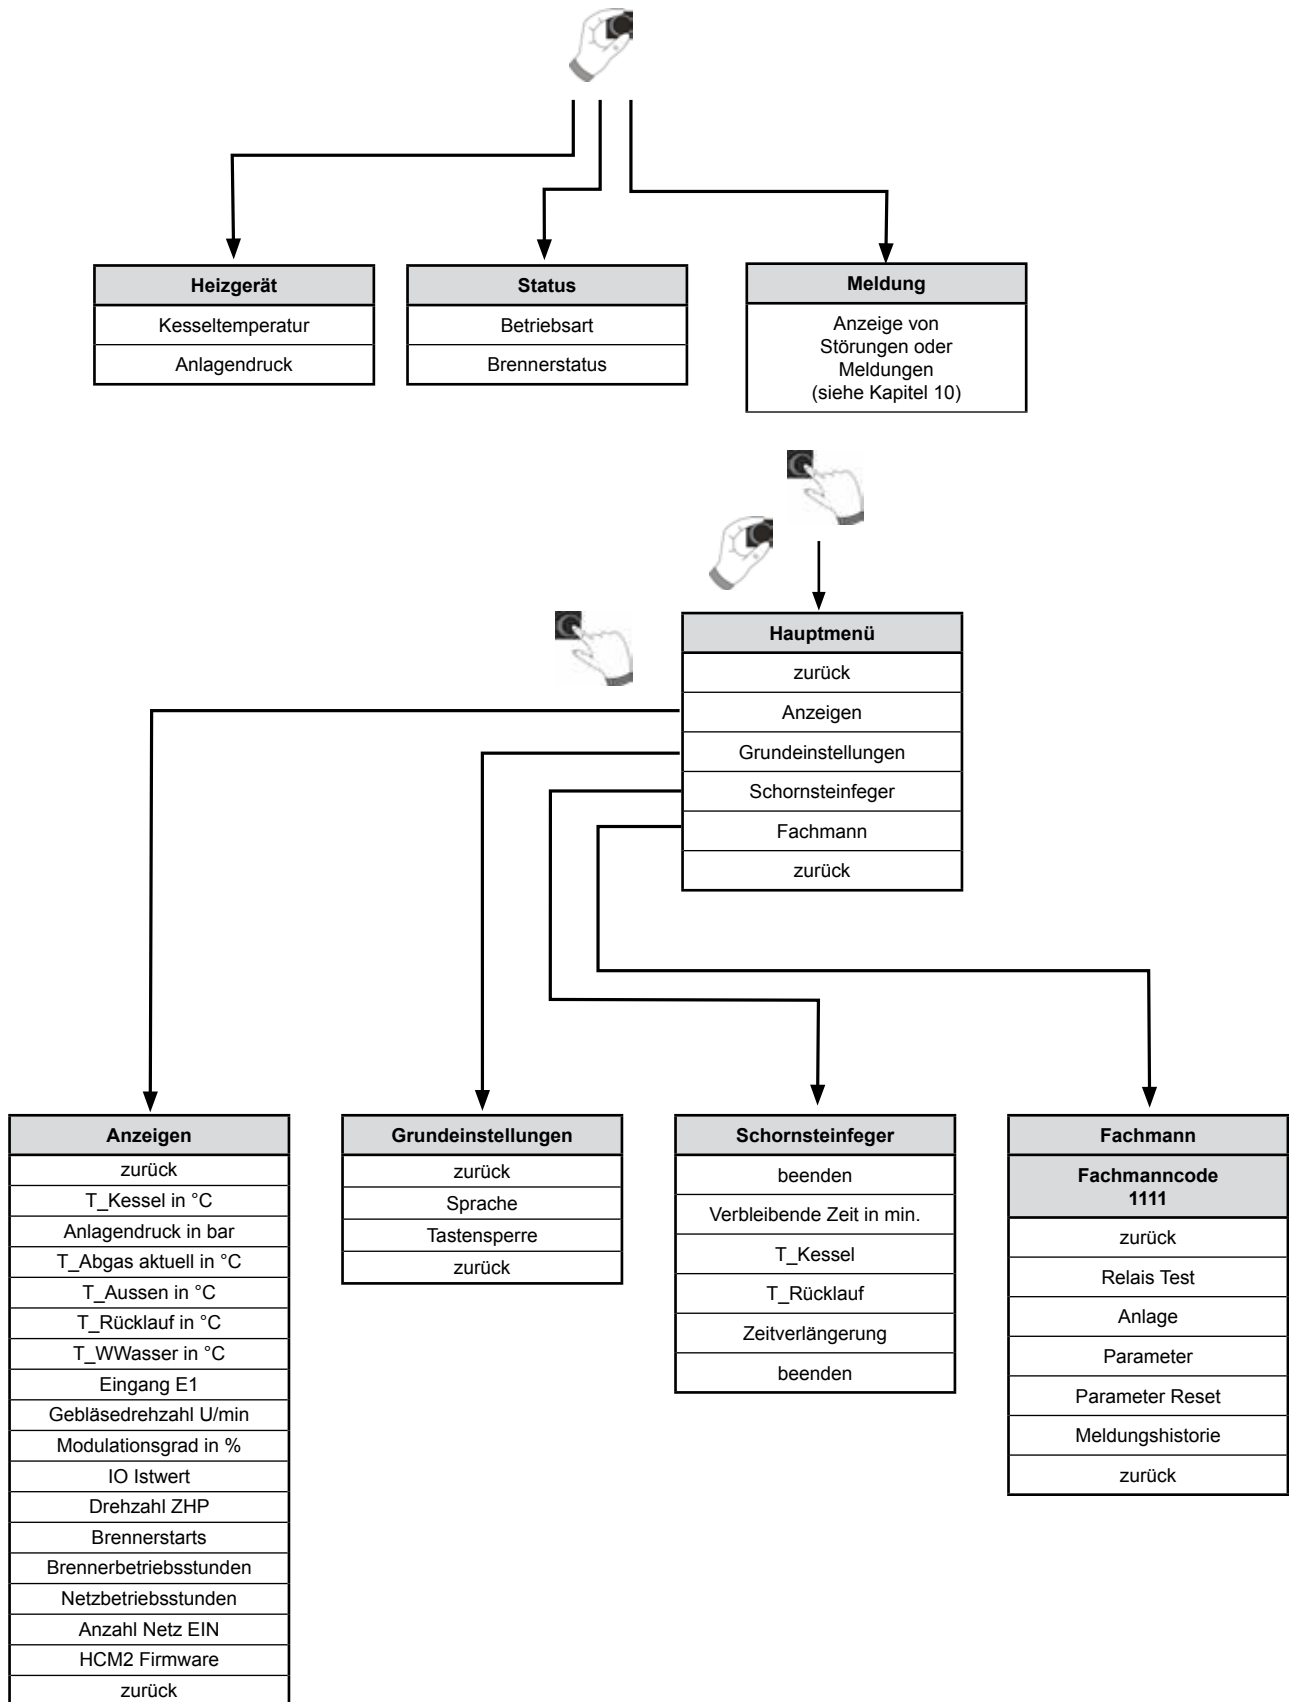 Heizgerät
Kesseltemperatur
Anlagendruck
Status
Betriebsart
Brennerstatus
Meldung
Anzeige von
Störungen oder
Meldungen
(siehe Kapitel 10)
Hauptmenü
zurück
Anzeigen
Grundeinstellungen
Schornsteinfeger
Fachmann
zurück
Anzeigen
zurück
T_Kessel in °C
Anlagendruck in bar
T_Abgas aktuell in °C
T_Aussen in °C
T_Rücklauf in °C
T_WWasser in °C
Eingang E1
Gebläsedrehzahl U/min
Modulationsgrad in %
IO Istwert
Drehzahl ZHP
Brennerstarts
Brennerbetriebsstunden
Netzbetriebsstunden
Anzahl Netz EIN
HCM2 Firmware
zurück
Grundeinstellungen
zurück
Sprache
Tastensperre
zurück
Schornsteinfeger
beenden
Verbleibende Zeit in min.
T_Kessel
T_Rücklauf
Zeitverlängerung
beenden
Fachmann
Fachmanncode
1111
zurück
Relais Test
Anlage
Parameter
Parameter Reset
Meldungshistorie
zurück